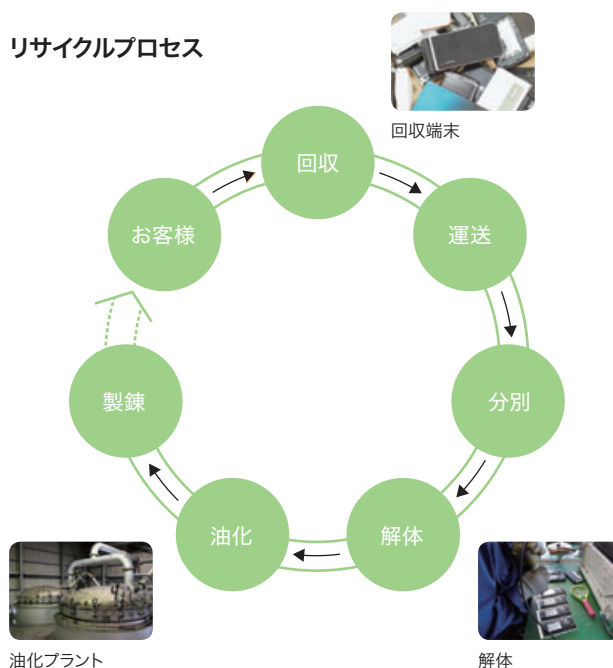 リサイクルプロセス
回収端末
回収
運送
分別
解体
油化
製錬
お客様
油化プラント
解体